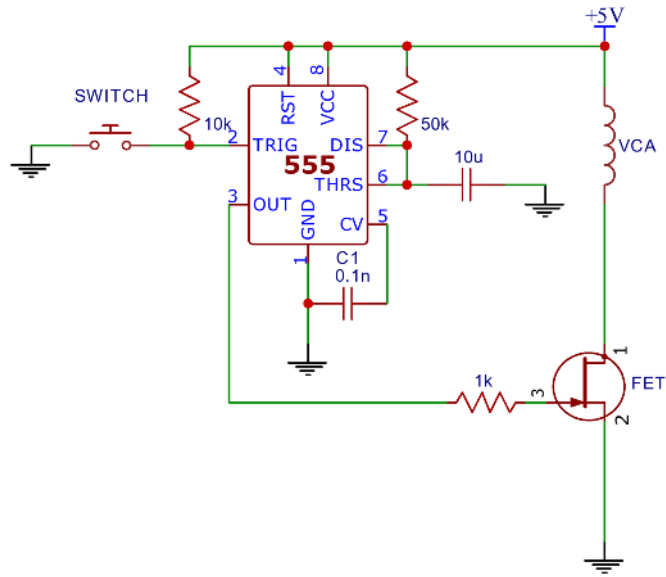 +5V
SWITCH
10k
4
RST
8
VCC
50k
2
TRIG
DIS
7
555
THRS
6
10u
VCA
3
OUT
GND
CV
5
1
C1
0.1n
1
1k
3
FET
2